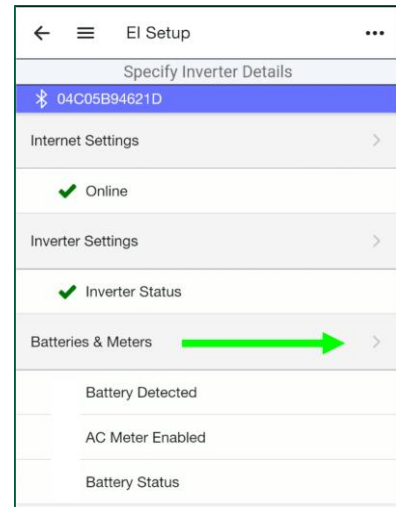 EI Setup
Specify Inverter Details
04C05B94621D
Internet Settings
Online
Inverter Settings
Inverter Status
Batteries & Meters
Battery Detected
AC Meter Enabled
Battery Status